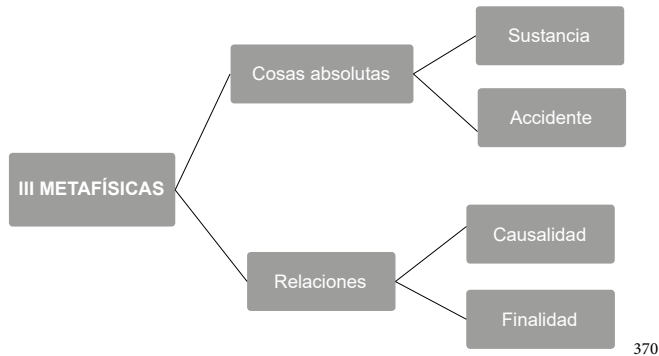 III METAFÍSICAS
Cosas absolutas
Sustancia
Accidente
Relaciones
Causalidad
Finalidad
370